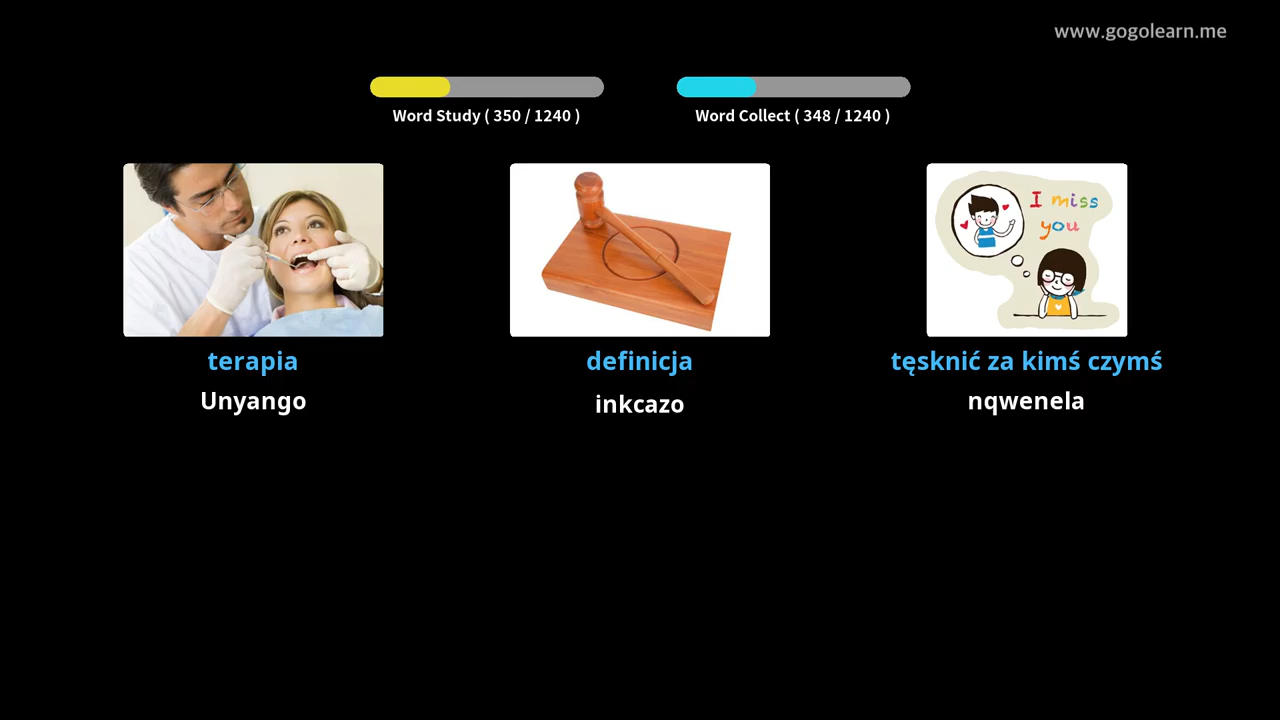 www.gogolearn.me
Word Study ( 350 / 1240 )
Word Collect ( 348 / 1240 )
I miss
you
terapia
definicja
tęsknić za kimś czymś
Unyango
inkcazo
nqwenela